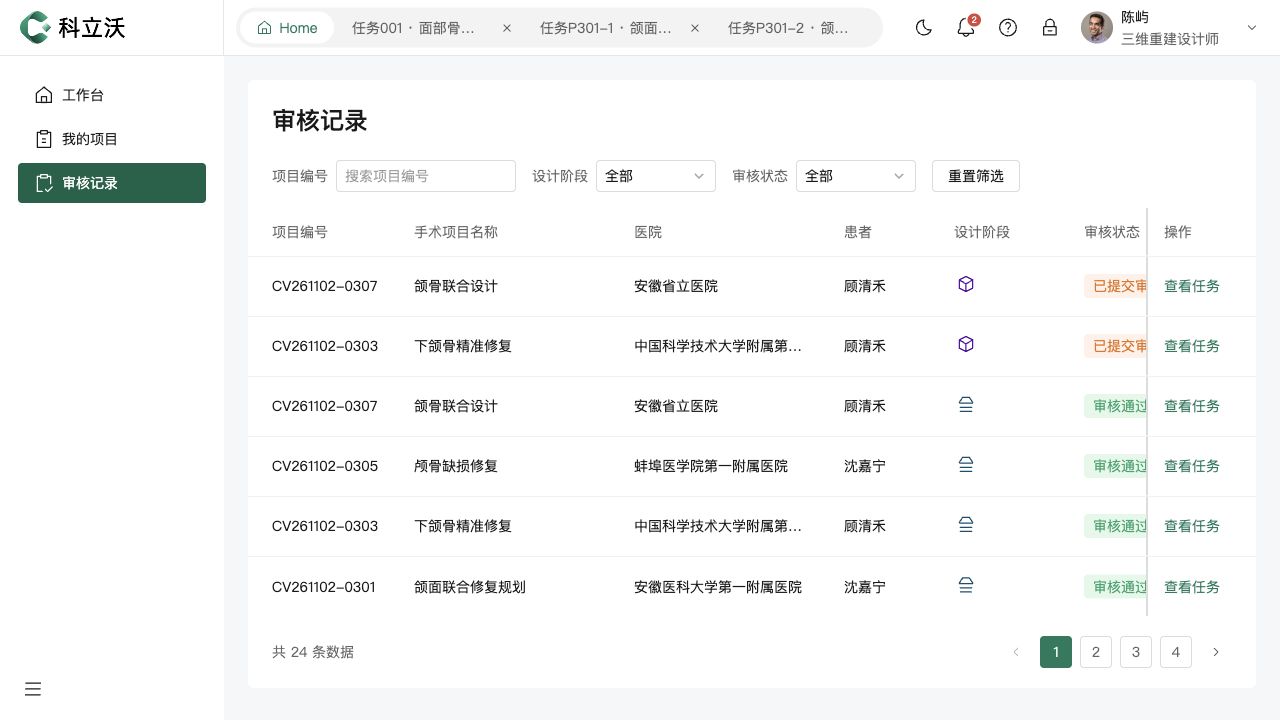 科立沃
Home
任务001 · 面部骨...
任务P301-1 · 颌面...
任务P301-2 · 颌...
2
陈屿
三维重建设计师
工作台
我的项目
审核记录
审核记录
项目编号 搜索项目编号 设计阶段 全部 审核状态 全部 重置筛选
项目编号 手术项目名称 医院 患者 设计阶段 审核状态 操作
CV261102-0307 颌骨联合设计 安徽省立医院 顾清禾 已提交审 查看任务
CV261102-0303 下颌骨精准修复 中国科学技术大学附属第... 顾清禾 已提交审 查看任务
CV261102-0307 颌骨联合设计 安徽省立医院 顾清禾 审核通过 查看任务
CV261102-0305 颅骨缺损修复 蚌埠医学院第一附属医院 沈嘉宁 审核通过 查看任务
CV261102-0303 下颌骨精准修复 中国科学技术大学附属第... 顾清禾 审核通过 查看任务
CV261102-0301 颌面联合修复规划 安徽医科大学第一附属医院 沈嘉宁 审核通过 查看任务
共 24 条数据
1 2 3 4